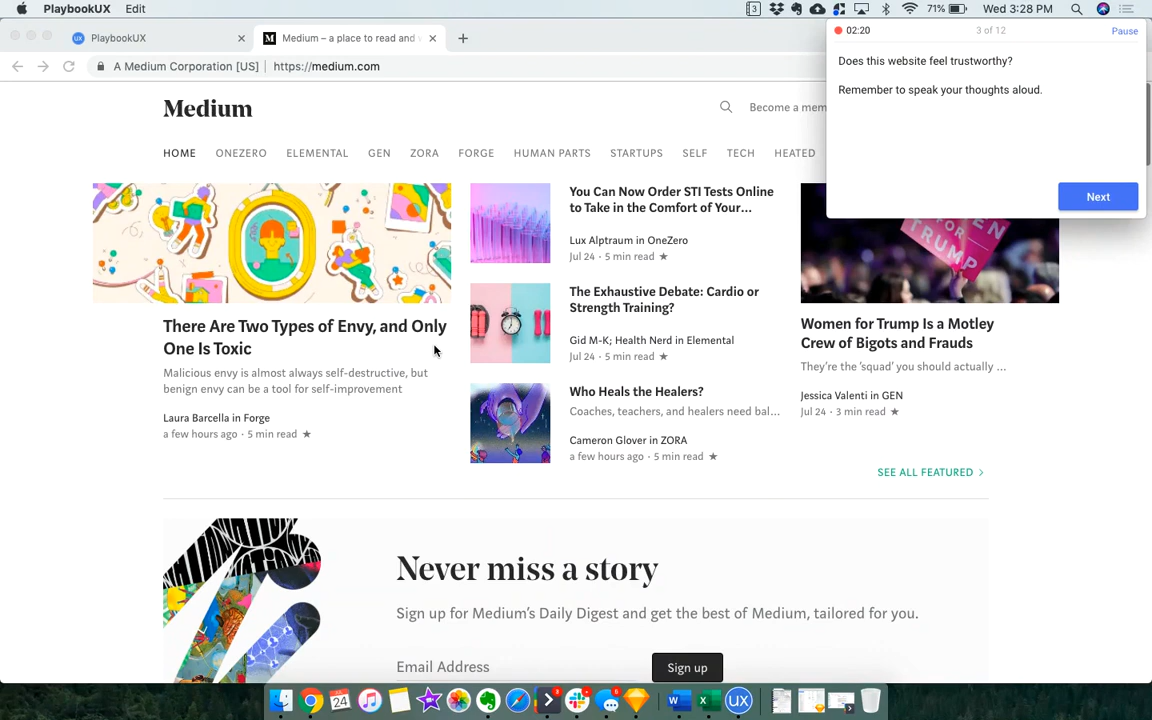 PlaybookUX Edit
3
71%
Wed 3:28 PM
UX PlaybookUX
M Medium – a place to read and w
A Medium Corporation [US] | https://medium.com
02:20
3 of 12
Pause
Does this website feel trustworthy?
Remember to speak your thoughts aloud.
Next
Medium
Become a mem
HOME ONEZERO ELEMENTAL GEN ZORA FORGE HUMAN PARTS STARTUPS SELF TECH HEATED
There Are Two Types of Envy, and Only
One Is Toxic
Malicious envy is almost always self-destructive, but
benign envy can be a tool for self-improvement
Laura Barcella in Forge
a few hours ago · 5 min read ★
You Can Now Order STI Tests Online
to Take in the Comfort of Your...
Lux Alptraum in OneZero
Jul 24 · 5 min read ★
The Exhaustive Debate: Cardio or
Strength Training?
Gid M-K; Health Nerd in Elemental
Jul 24 · 5 min read ★
Who Heals the Healers?
Coaches, teachers, and healers need bal...
Cameron Glover in ZORA
a few hours ago · 5 min read ★
FOR
TRUMP
Women for Trump Is a Motley
Crew of Bigots and Frauds
They're the 'squad' you should actually ...
Jessica Valenti in GEN
Jul 24 · 3 min read ★
SEE ALL FEATURED
Never miss a story
Sign up for Medium's Daily Digest and get the best of Medium, tailored for you.
Email Address
Sign up
24
3
W
X
UX